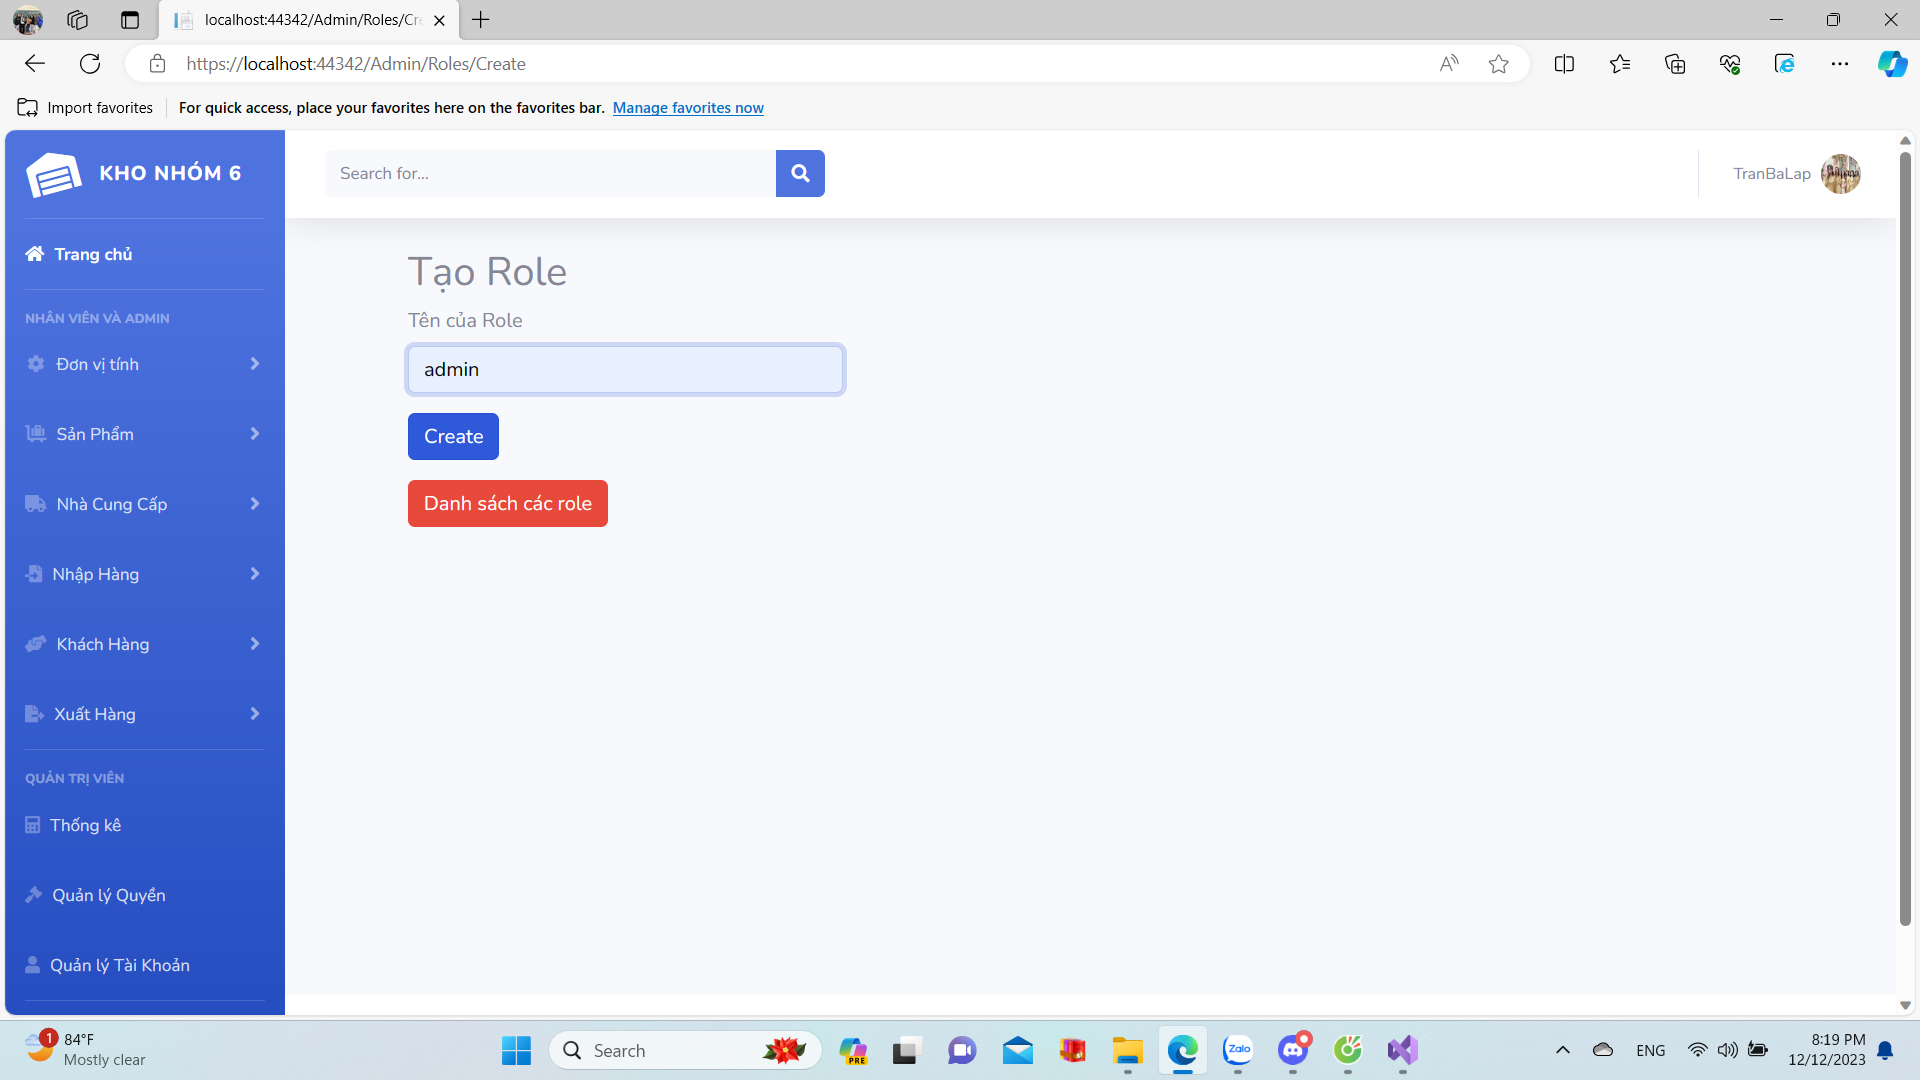 localhost:44342/Admin/Roles/Cre
https://localhost:44342/Admin/Roles/Create
Import favorites
For quick access, place your favorites here on the favorites bar. Manage favorites now
KHO NHÓM 6
Search for...
TranBaLap
Trang chủ
NHÂN VIÊN VÀ ADMIN
Đơn vị tính
Sản Phẩm
Nhà Cung Cấp
Nhập Hàng
Khách Hàng
Xuất Hàng
QUẢN TRỊ VIÊN
Thống kê
Quản lý Quyền
Quản lý Tài Khoản
Tạo Role
Tên của Role
admin
Create
Danh sách các role
1
84°F
Mostly clear
Search
PRE
Zalo
ENG
8:19 PM
12/12/2023